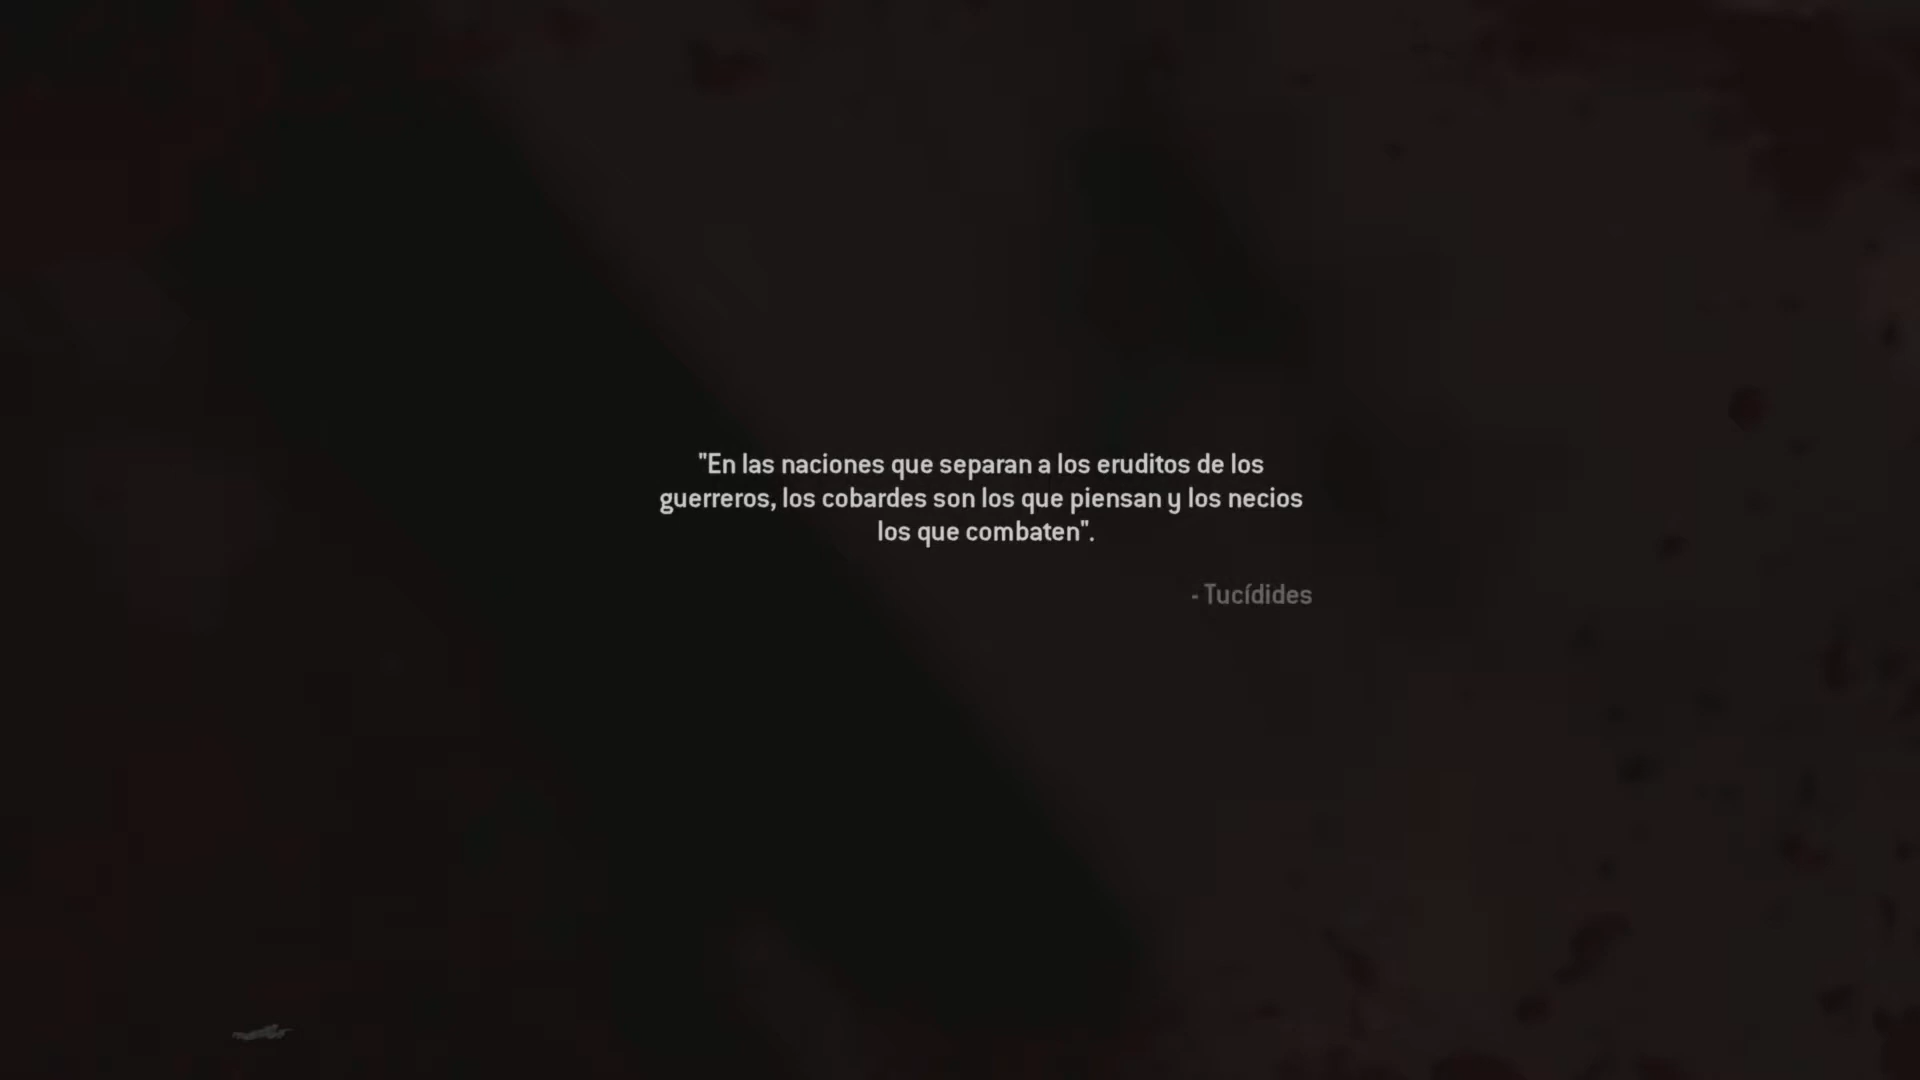 "En las naciones que separan a los eruditos de los
guerreros, los cobardes son los que piensan y los necios
los que combaten".
- Tucídides